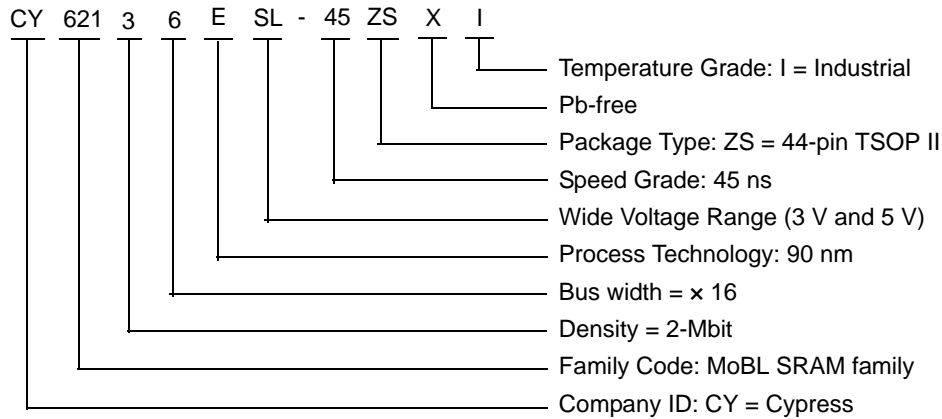 CY 621 3 6 E SL - 45 ZS X I
Temperature Grade: I = Industrial
Pb-free
Package Type: ZS = 44-pin TSOP II
Speed Grade: 45 ns
Wide Voltage Range (3 V and 5 V)
Process Technology: 90 nm
Bus width = × 16
Density = 2-Mbit
Family Code: MoBL SRAM family
Company ID: CY = Cypress